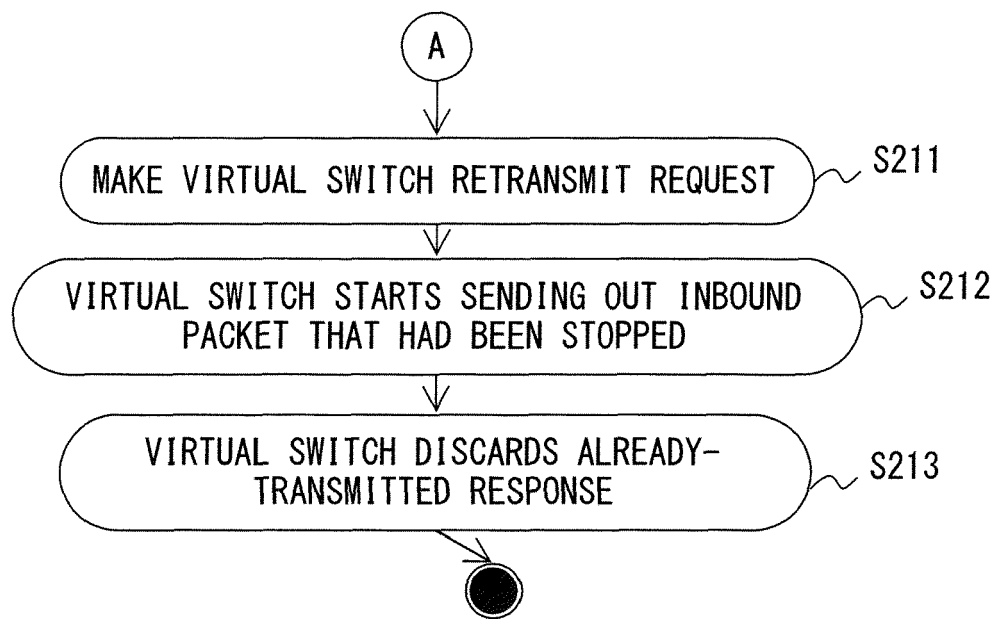 A
MAKE VIRTUAL SWITCH RETRANSMIT REQUEST
S211
VIRTUAL SWITCH STARTS SENDING OUT INBOUND
PACKET THAT HAD BEEN STOPPED
S212
VIRTUAL SWITCH DISCARDS ALREADY-
TRANSMITTED RESPONSE
S213